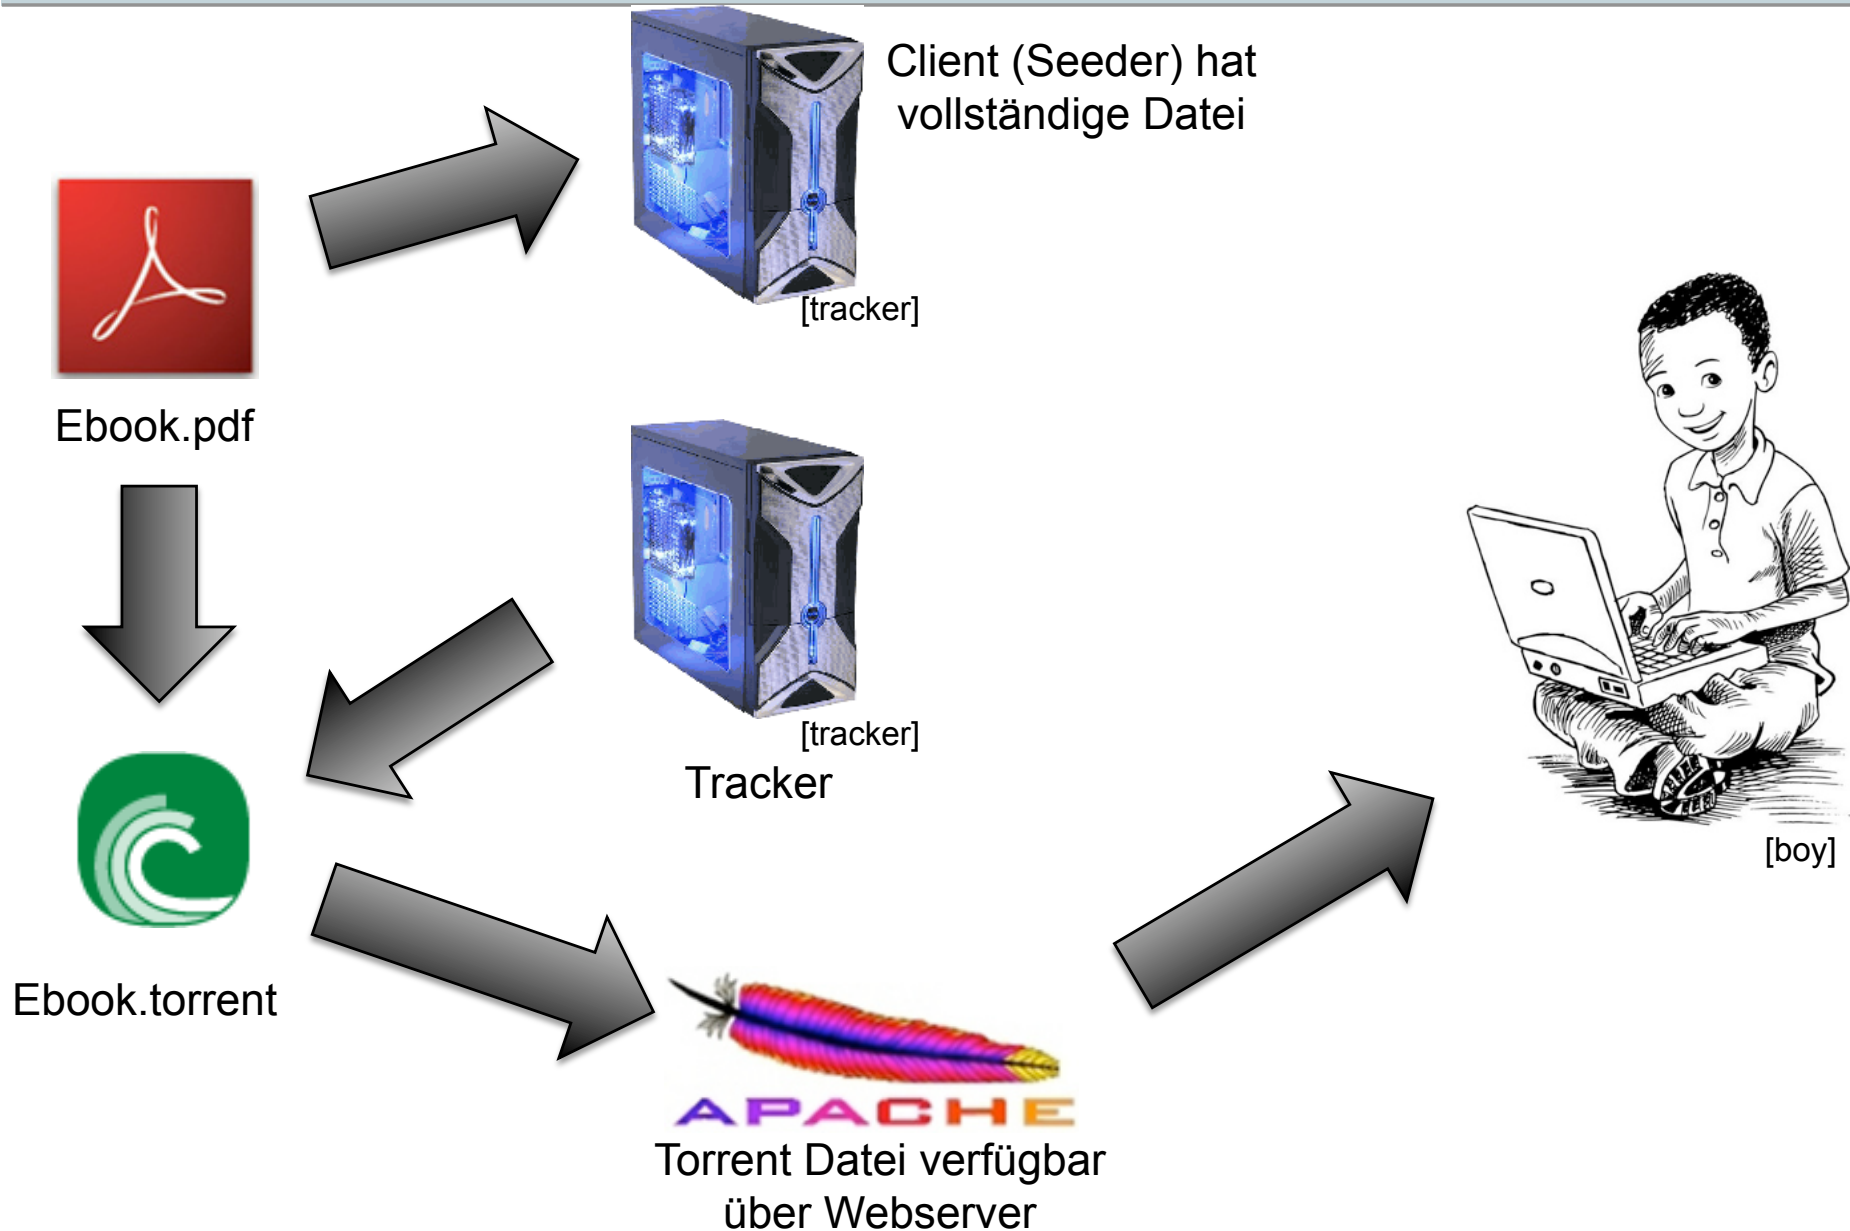 Client (Seeder) hat
vollständige Datei
[tracker]
Ebook.pdf
[tracker]
Tracker
[boy]
Ebook.torrent
APACHE
Torrent Datei verfügbar
über Webserver